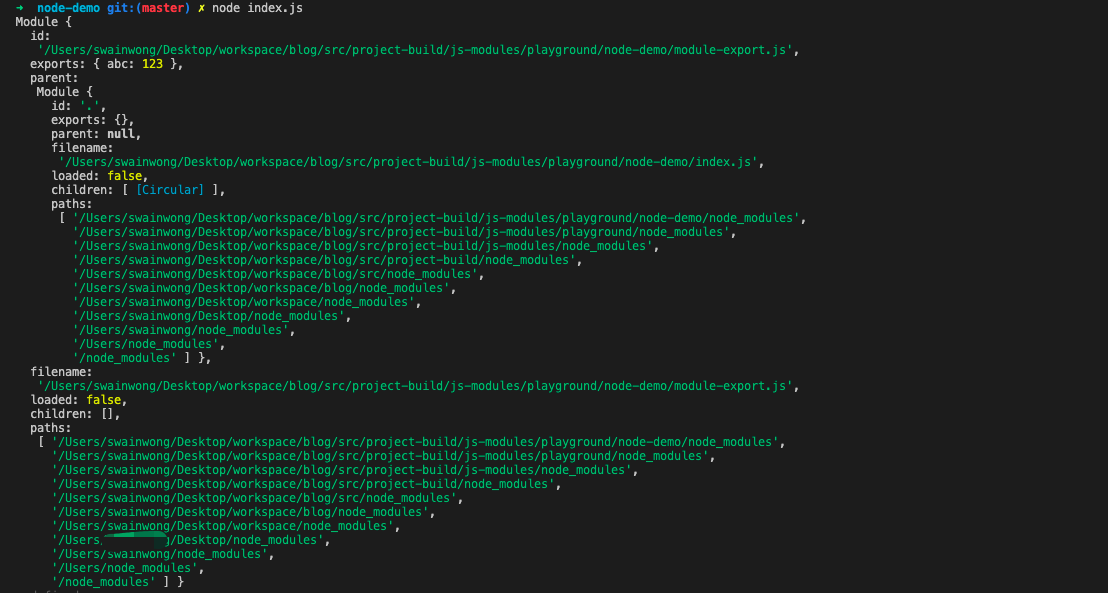 → node-demo git:(master) ✗ node index.js
Module {
id:
'/Users/swainwong/Desktop/workspace/blog/src/project-build/js-modules/playground/node-demo/module-export.js',
exports: { abc: 123 },
parent:
Module {
id: '.',
exports: {},
parent: null,
filename:
'/Users/swainwong/Desktop/workspace/blog/src/project-build/js-modules/playground/node-demo/index.js',
loaded: false,
children: [ [Circular] ],
paths:
[ '/Users/swainwong/Desktop/workspace/blog/src/project-build/js-modules/playground/node-demo/node_modules',
'/Users/swainwong/Desktop/workspace/blog/src/project-build/js-modules/playground/node_modules',
'/Users/swainwong/Desktop/workspace/blog/src/project-build/js-modules/node_modules',
'/Users/swainwong/Desktop/workspace/blog/src/project-build/node_modules',
'/Users/swainwong/Desktop/workspace/blog/src/node_modules',
'/Users/swainwong/Desktop/workspace/blog/node_modules',
'/Users/swainwong/Desktop/workspace/node_modules',
'/Users/swainwong/Desktop/node_modules',
'/Users/swainwong/node_modules',
'/Users/node_modules',
'/node_modules' ] },
filename:
'/Users/swainwong/Desktop/workspace/blog/src/project-build/js-modules/playground/node-demo/module-export.js',
loaded: false,
children: [],
paths:
[ '/Users/swainwong/Desktop/workspace/blog/src/project-build/js-modules/playground/node-demo/node_modules',
'/Users/swainwong/Desktop/workspace/blog/src/project-build/js-modules/playground/node_modules',
'/Users/swainwong/Desktop/workspace/blog/src/project-build/js-modules/node_modules',
'/Users/swainwong/Desktop/workspace/blog/src/project-build/node_modules',
'/Users/swainwong/Desktop/workspace/blog/src/node_modules',
'/Users/swainwong/Desktop/workspace/blog/node_modules',
'/Users/swainwong/Desktop/workspace/node_modules',
'/Users/ /Desktop/node_modules',
'/Users/swainwong/node_modules',
'/Users/node_modules',
'/node_modules' ] }